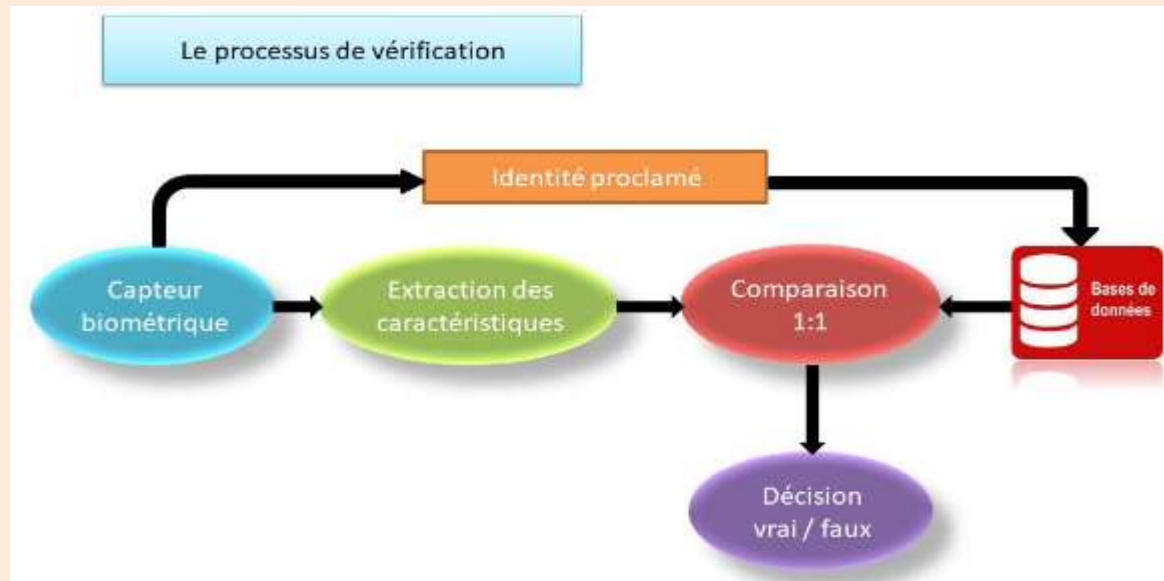 Le processus de vérification
Identité proclamé
Capteur
biométrique
Extraction des
caractéristiques
Comparaison
1:1
Bases de
données
Décision
vrai / faux